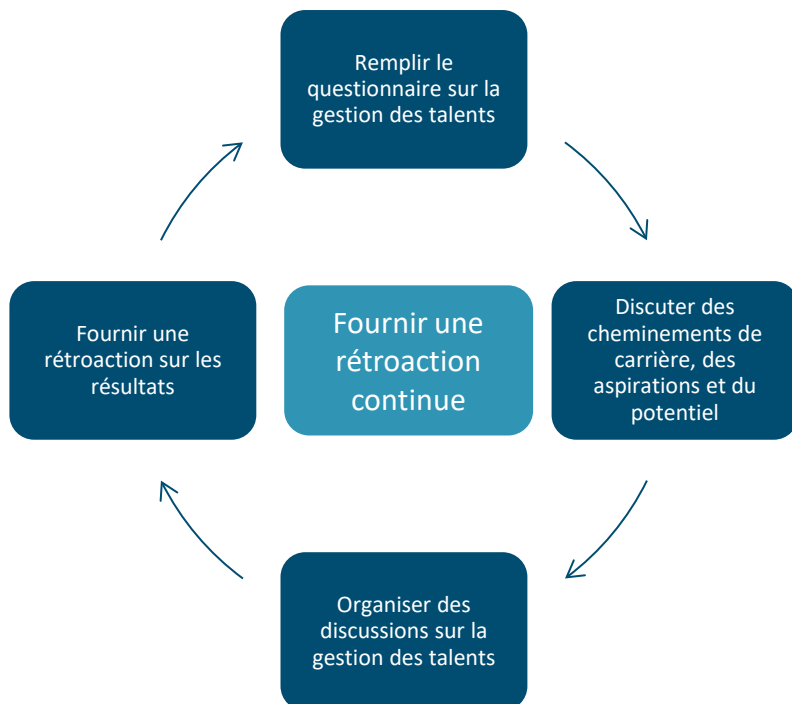 Remplir le
questionnaire sur la
gestion des talents
Fournir une
rétroaction sur les
résultats
Fournir une
rétroaction
continue
Discuter des
cheminements de
carrière, des
aspirations et du
potentiel
Organiser des
discussions sur la
gestion des talents